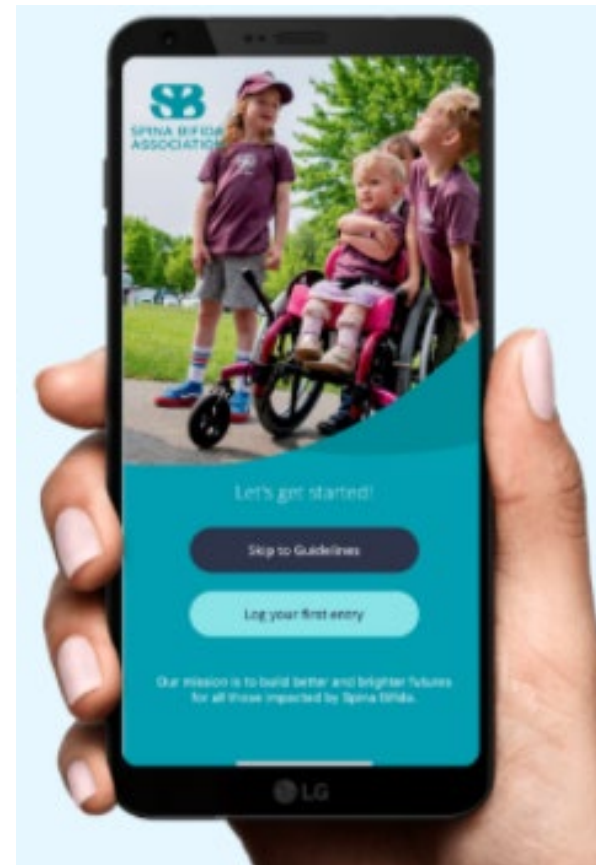 SB
SPINA BIFIDA
ASSOCIATION
Let's get started!
Skip to Guidelines
Log your first entry
Our mission is to build better and brighter futures
for all those impacted by Spina Bifida.
LG